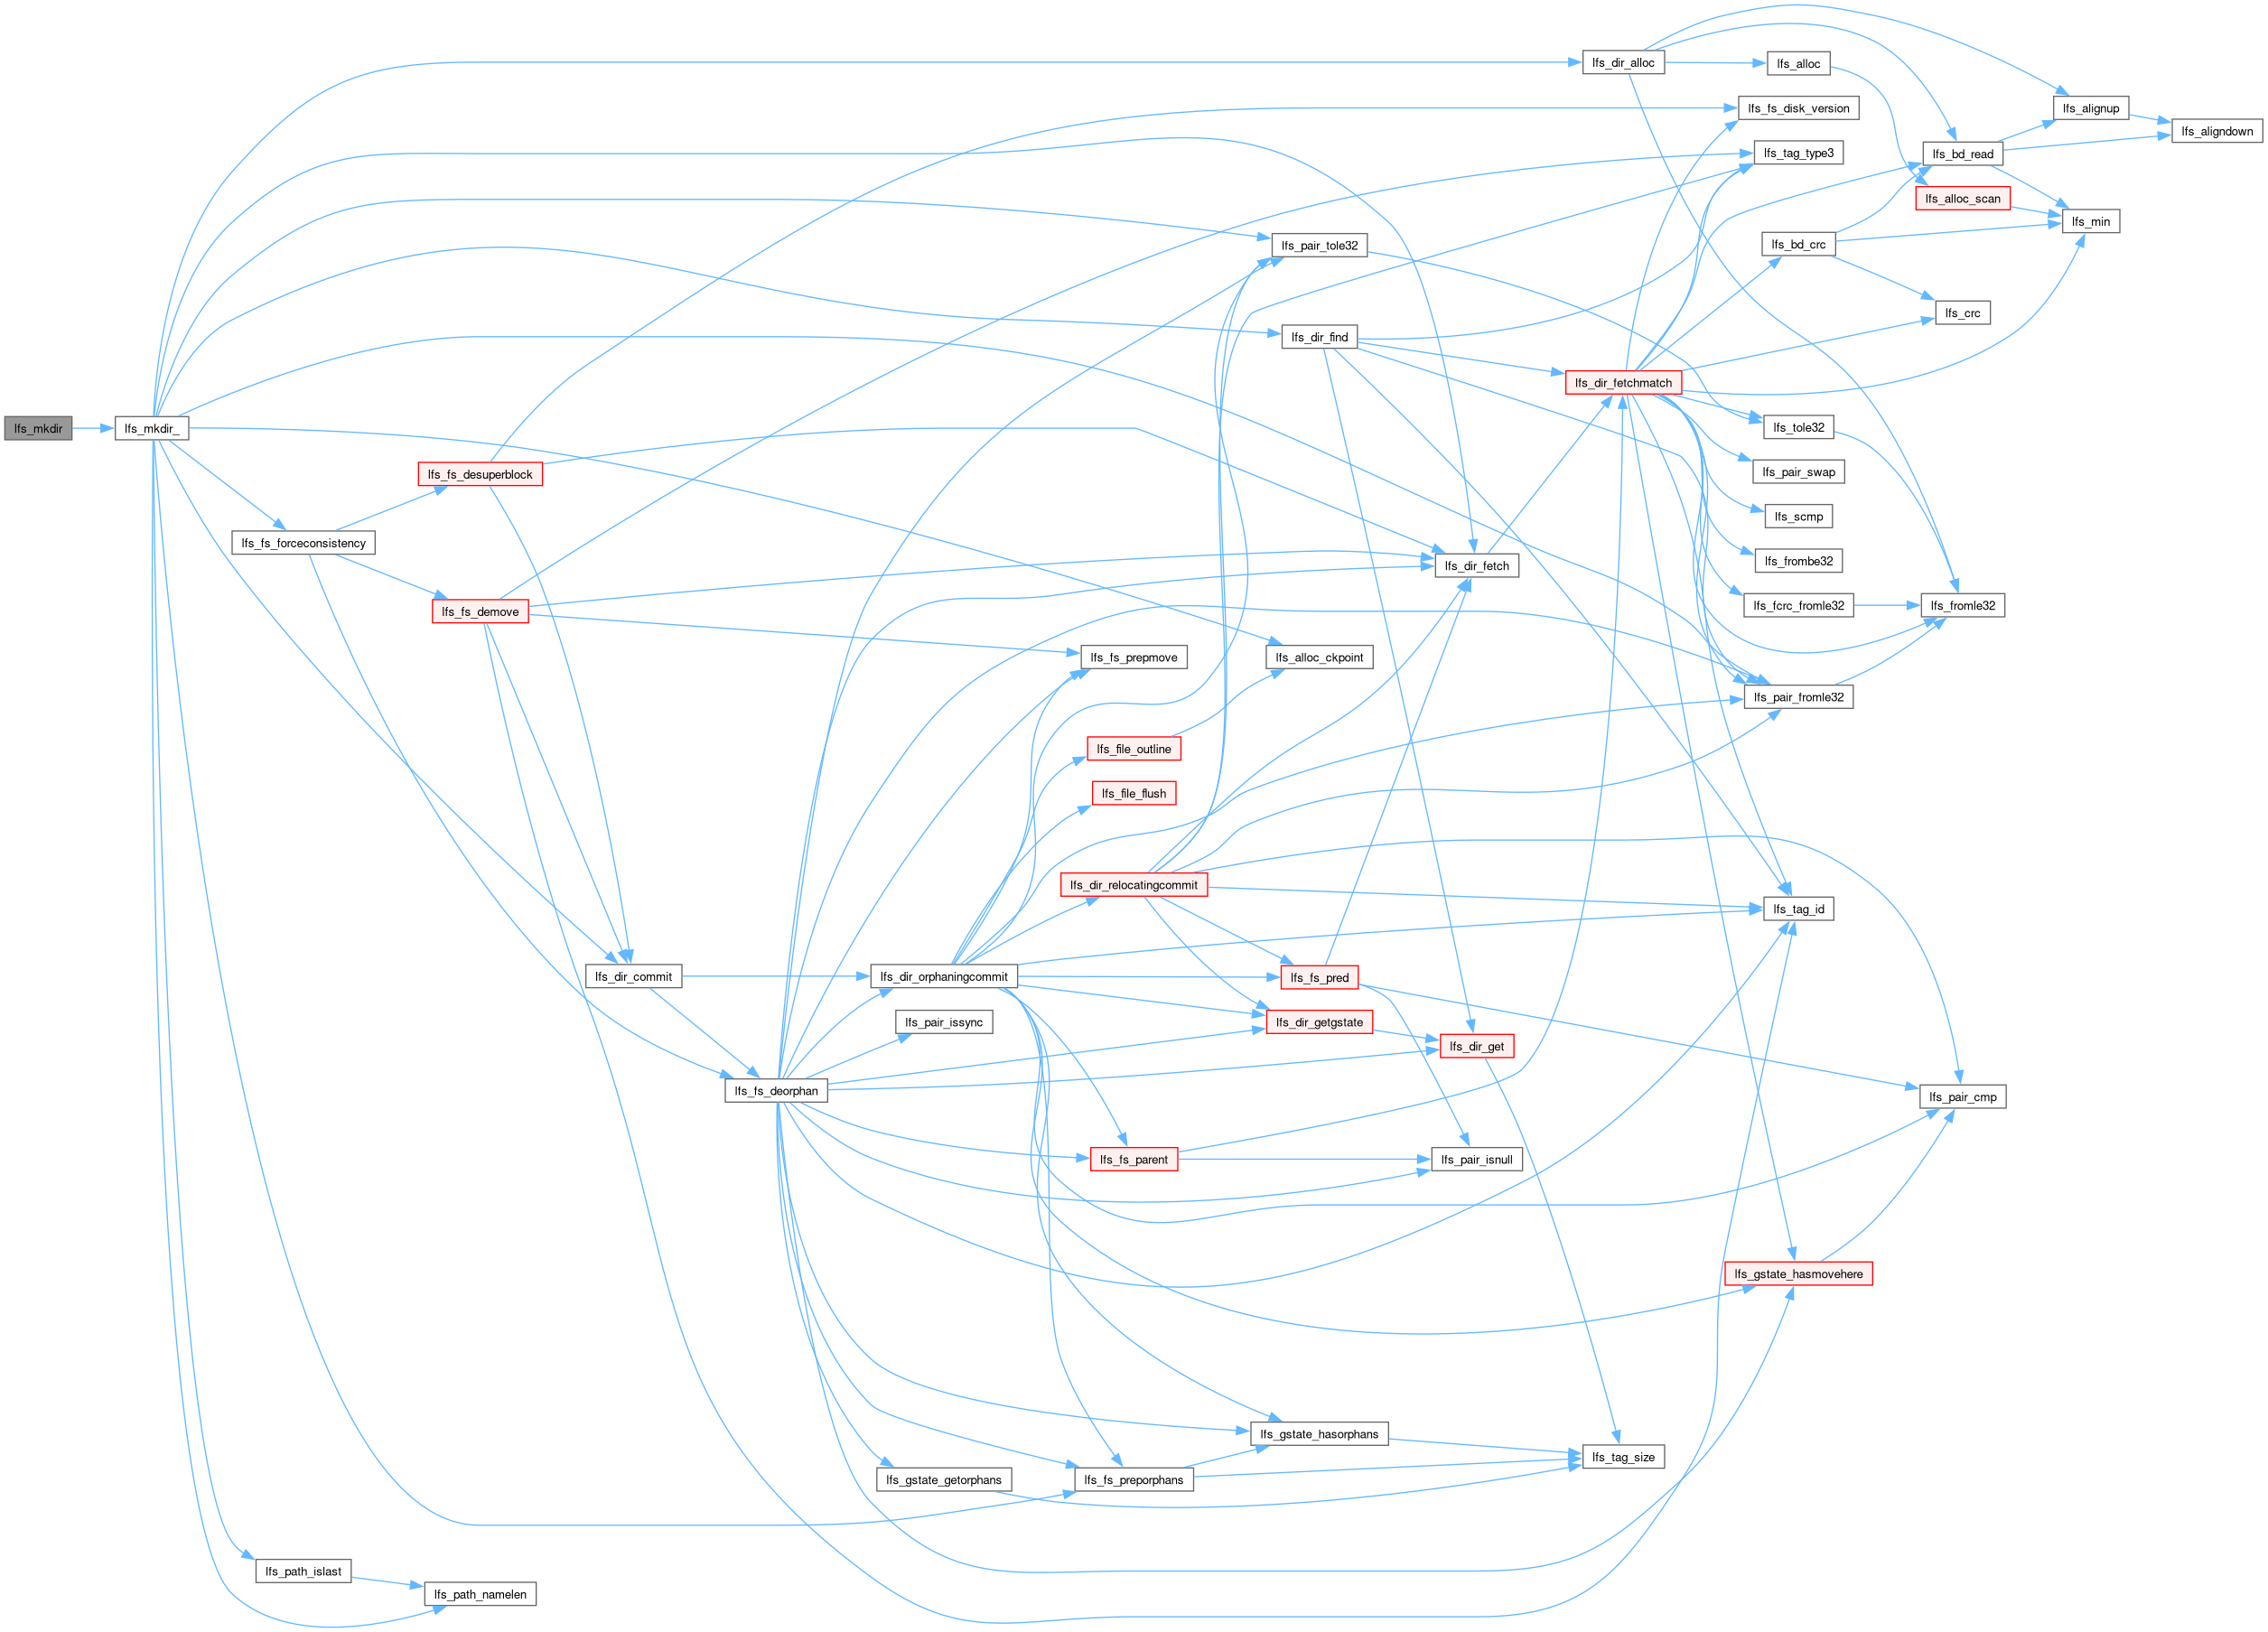 lfs_mkdir
lfs_mkdir_
lfs_fs_forceconsistency
lfs_path_islast
lfs_fs_desuperblock
lfs_fs_demove
lfs_path_namelen
lfs_dir_commit
lfs_fs_deorphan
lfs_dir_orphaningcommit
lfs_pair_issync
lfs_gstate_getorphans
lfs_fs_prepmove
lfs_file_outline
lfs_file_flush
lfs_dir_relocatingcommit
lfs_fs_parent
lfs_fs_preporphans
lfs_pair_tole32
lfs_dir_find
lfs_alloc_ckpoint
lfs_fs_pred
lfs_dir_getgstate
lfs_gstate_hasorphans
lfs_dir_fetch
lfs_dir_get
lfs_pair_isnull
lfs_dir_alloc
lfs_dir_fetchmatch
lfs_tag_size
lfs_alloc
lfs_fs_disk_version
lfs_tag_type3
lfs_bd_crc
lfs_tole32
lfs_pair_swap
lfs_scmp
lfs_frombe32
lfs_fcrc_fromle32
lfs_pair_fromle32
lfs_tag_id
lfs_gstate_hasmovehere
lfs_bd_read
lfs_alloc_scan
lfs_crc
lfs_fromle32
lfs_pair_cmp
lfs_alignup
lfs_min
lfs_aligndown